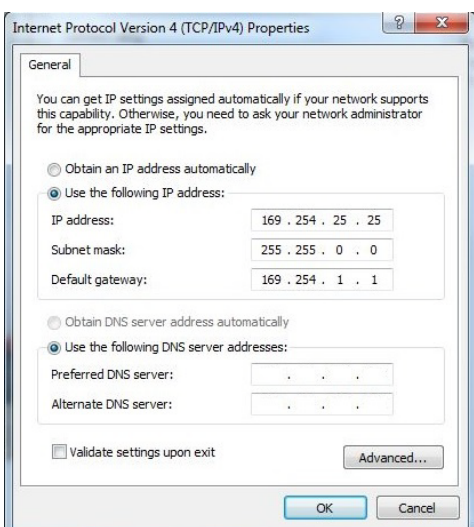 Internet Protocol Version 4 (TCP/IPv4) Properties
?
X
General
You can get IP settings assigned automatically if your network supports
this capability. Otherwise, you need to ask your network administrator
for the appropriate IP settings.
Obtain an IP address automatically
Use the following IP address:
IP address: 169 . 254 . 25 . 25
Subnet mask: 255 . 255 . 0 . 0
Default gateway: 169 . 254 . 1 . 1
Obtain DNS server address automatically
Use the following DNS server addresses:
Preferred DNS server: . . .
Alternate DNS server: . . .
Validate settings upon exit
Advanced...
OK Cancel